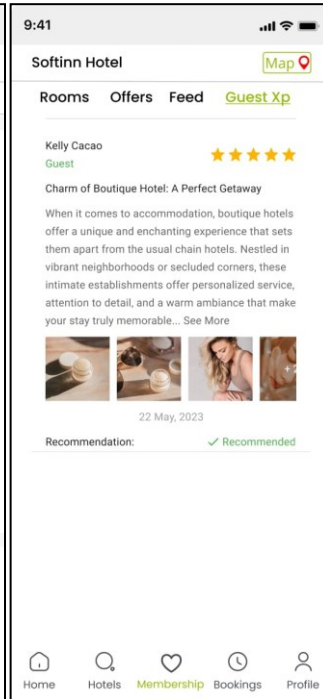 9:41
Softinn Hotel Map
Rooms Offers Feed Guest Xp
Kelly Cacao
Guest
Charm of Boutique Hotel: A Perfect Getaway
When it comes to accommodation, boutique hotels
offer a unique and enchanting experience that sets
them apart from the usual chain hotels. Nestled in
vibrant neighborhoods or secluded corners, these
intimate establishments offer personalized service,
attention to detail, and a warm ambiance that make
your stay truly memorable... See More
22 May, 2023
Recommendation: Recommended
Home Hotels Membership Bookings Profile